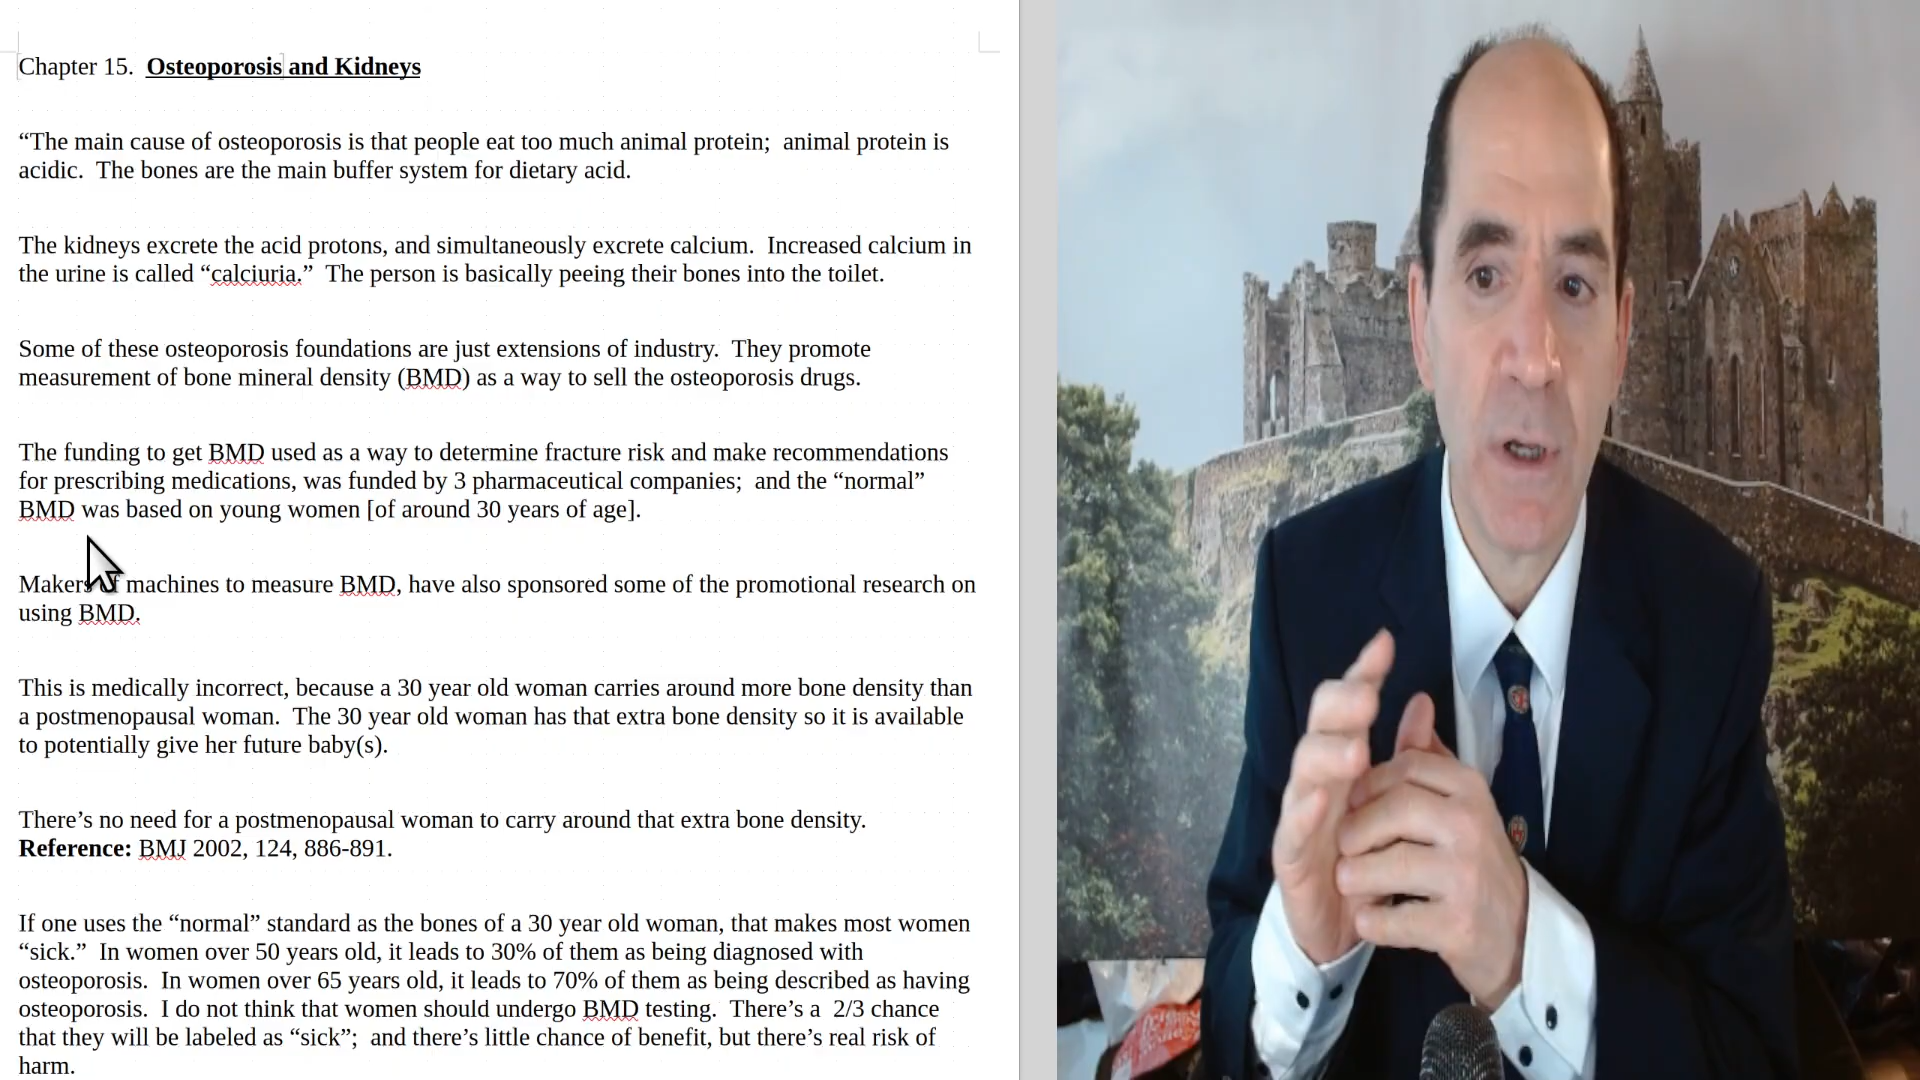 Chapter 15.  Osteoporosis and Kidneys
“The main cause of osteoporosis is that people eat too much animal protein;  animal protein is
acidic.  The bones are the main buffer system for dietary acid.
The kidneys excrete the acid protons, and simultaneously excrete calcium.  Increased calcium in
the urine is called “calciuria.”  The person is basically peeing their bones into the toilet.
Some of these osteoporosis foundations are just extensions of industry.  They promote
measurement of bone mineral density (BMD) as a way to sell the osteoporosis drugs.
The funding to get BMD used as a way to determine fracture risk and make recommendations
for prescribing medications, was funded by 3 pharmaceutical companies;  and the “normal”
BMD was based on young women [of around 30 years of age].
Makers of machines to measure BMD, have also sponsored some of the promotional research on
using BMD.
This is medically incorrect, because a 30 year old woman carries around more bone density than
a postmenopausal woman.  The 30 year old woman has that extra bone density so it is available
to potentially give her future baby(s).
There’s no need for a postmenopausal woman to carry around that extra bone density.
Reference: BMJ 2002, 124, 886-891.
If one uses the “normal” standard as the bones of a 30 year old woman, that makes most women
“sick.”  In women over 50 years old, it leads to 30% of them as being diagnosed with
osteoporosis.  In women over 65 years old, it leads to 70% of them as being described as having
osteoporosis.  I do not think that women should undergo BMD testing.  There’s a  2/3 chance
that they will be labeled as “sick”;  and there’s little chance of benefit, but there’s real risk of
harm.